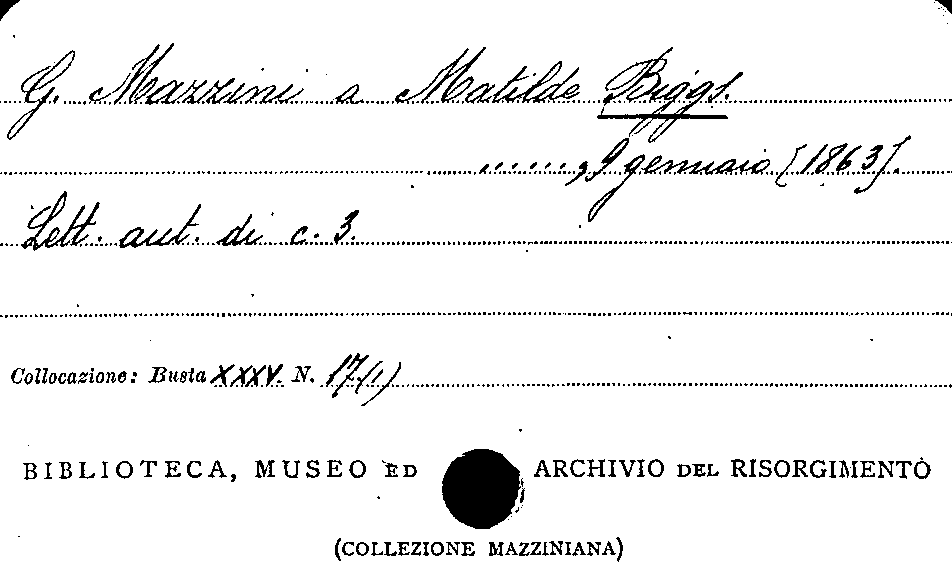 G. Mazzini a Matilde Biggs.
......, 9 gennaio [1863].
Lett. aut. di c. 3.
Collocazione: Busta XXXV. N. 17(1)
BIBLIOTECA, MUSEO ED ARCHIVIO DEL RISORGIMENTO
(COLLEZIONE MAZZINIANA)